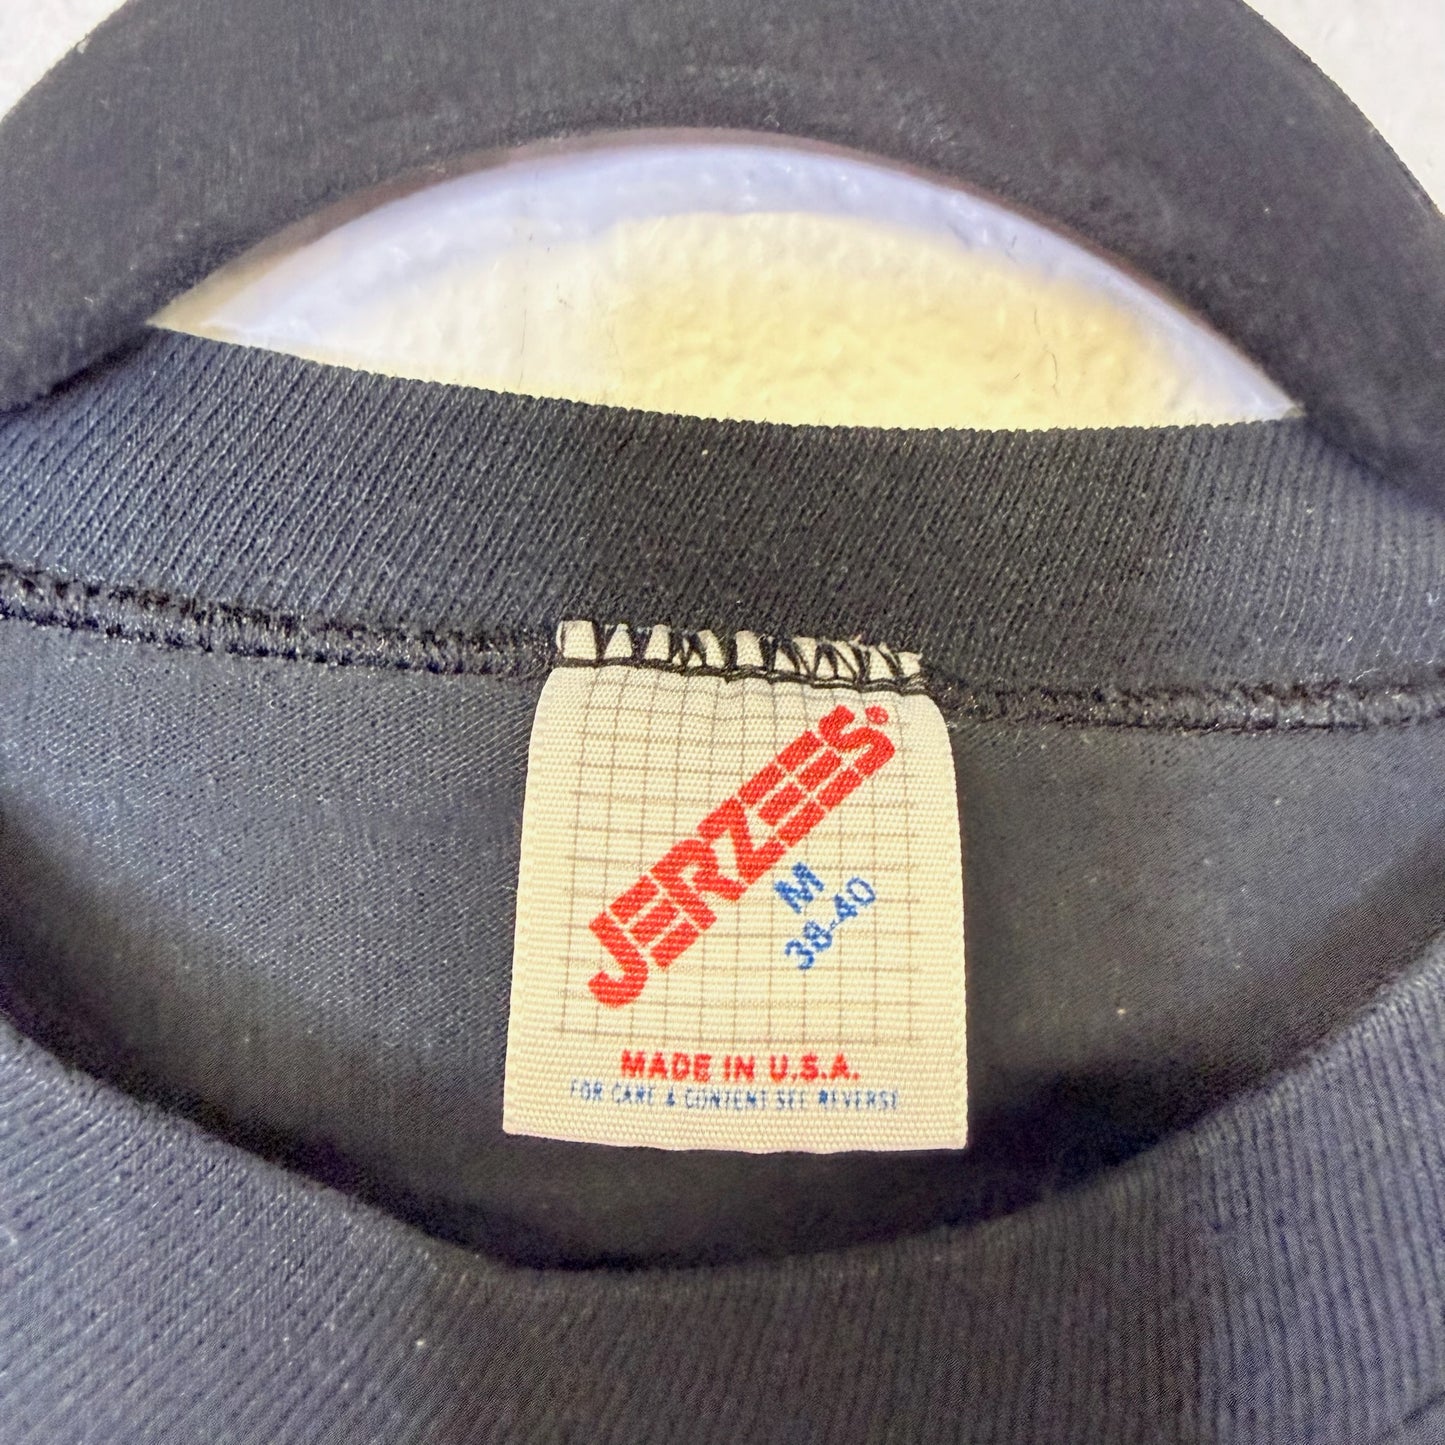 JERZEES®
M
38-40
MADE IN U.S.A.
FOR CARE & CONTENT SEE REVERSE